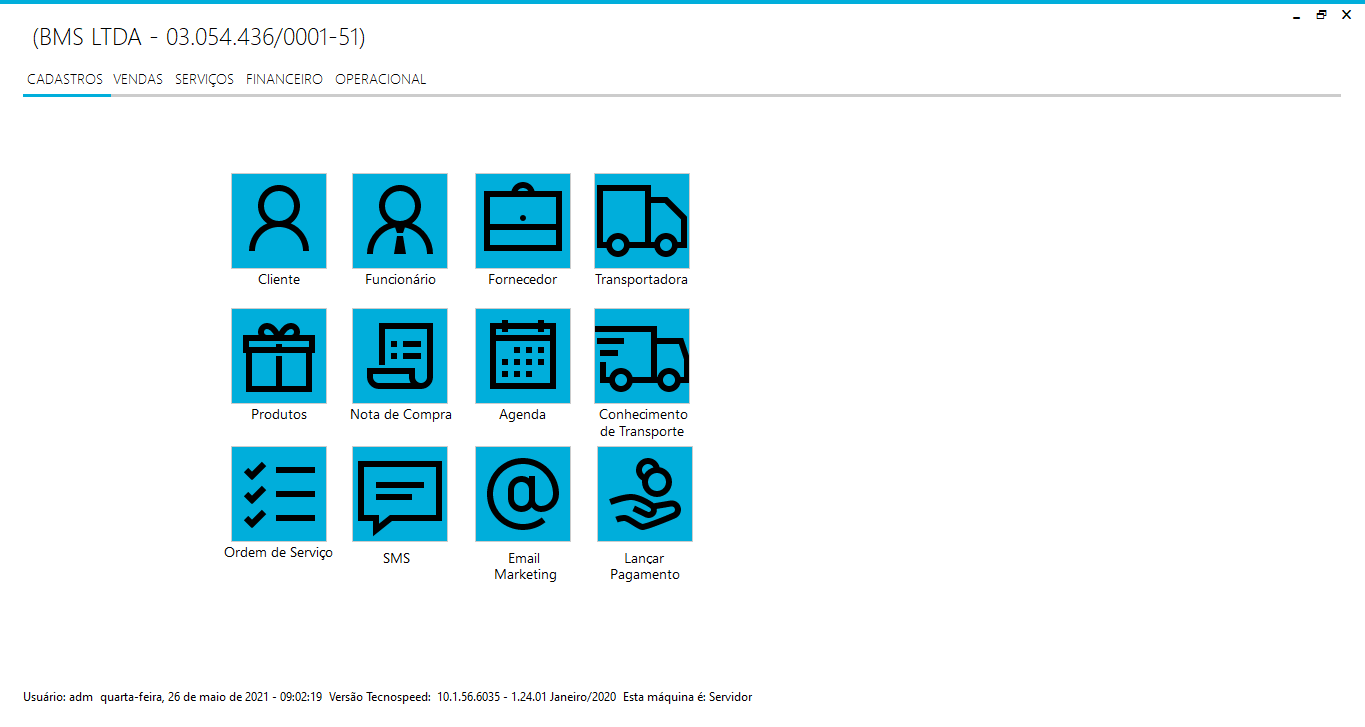 (BMS LTDA - 03.054.436/0001-51)
CADASTROS VENDAS SERVIÇOS FINANCEIRO OPERACIONAL
Cliente Funcionário Fornecedor Transportadora
Produtos Nota de Compra Agenda Conhecimento
de Transporte
Ordem de Serviço SMS Email Lançar
Marketing Pagamento
Usuário: adm quarta-feira, 26 de maio de 2021 - 09:02:19 Versão Tecnospeed: 10.1.56.6035 - 1.24.01 Janeiro/2020 Esta máquina é: Servidor